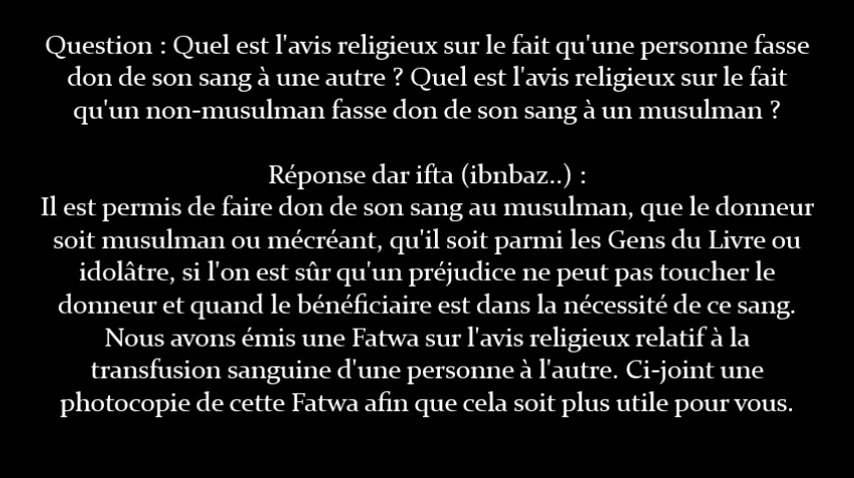 Question : Quel est l'avis religieux sur le fait qu'une personne fasse
don de son sang à une autre ? Quel est l'avis religieux sur le fait
qu'un non-musulman fasse don de son sang à un musulman ?
Réponse dar ifta (ibnbaz..) :
Il est permis de faire don de son sang au musulman, que le donneur
soit musulman ou mécréant, qu'il soit parmi les Gens du Livre ou
idolâtre, si l'on est sûr qu'un préjudice ne peut pas toucher le
donneur et quand le bénéficiaire est dans la nécessité de ce sang.
Nous avons émis une Fatwa sur l'avis religieux relatif à la
transfusion sanguine d'une personne à l'autre. Ci-joint une
photocopie de cette Fatwa afin que cela soit plus utile pour vous.